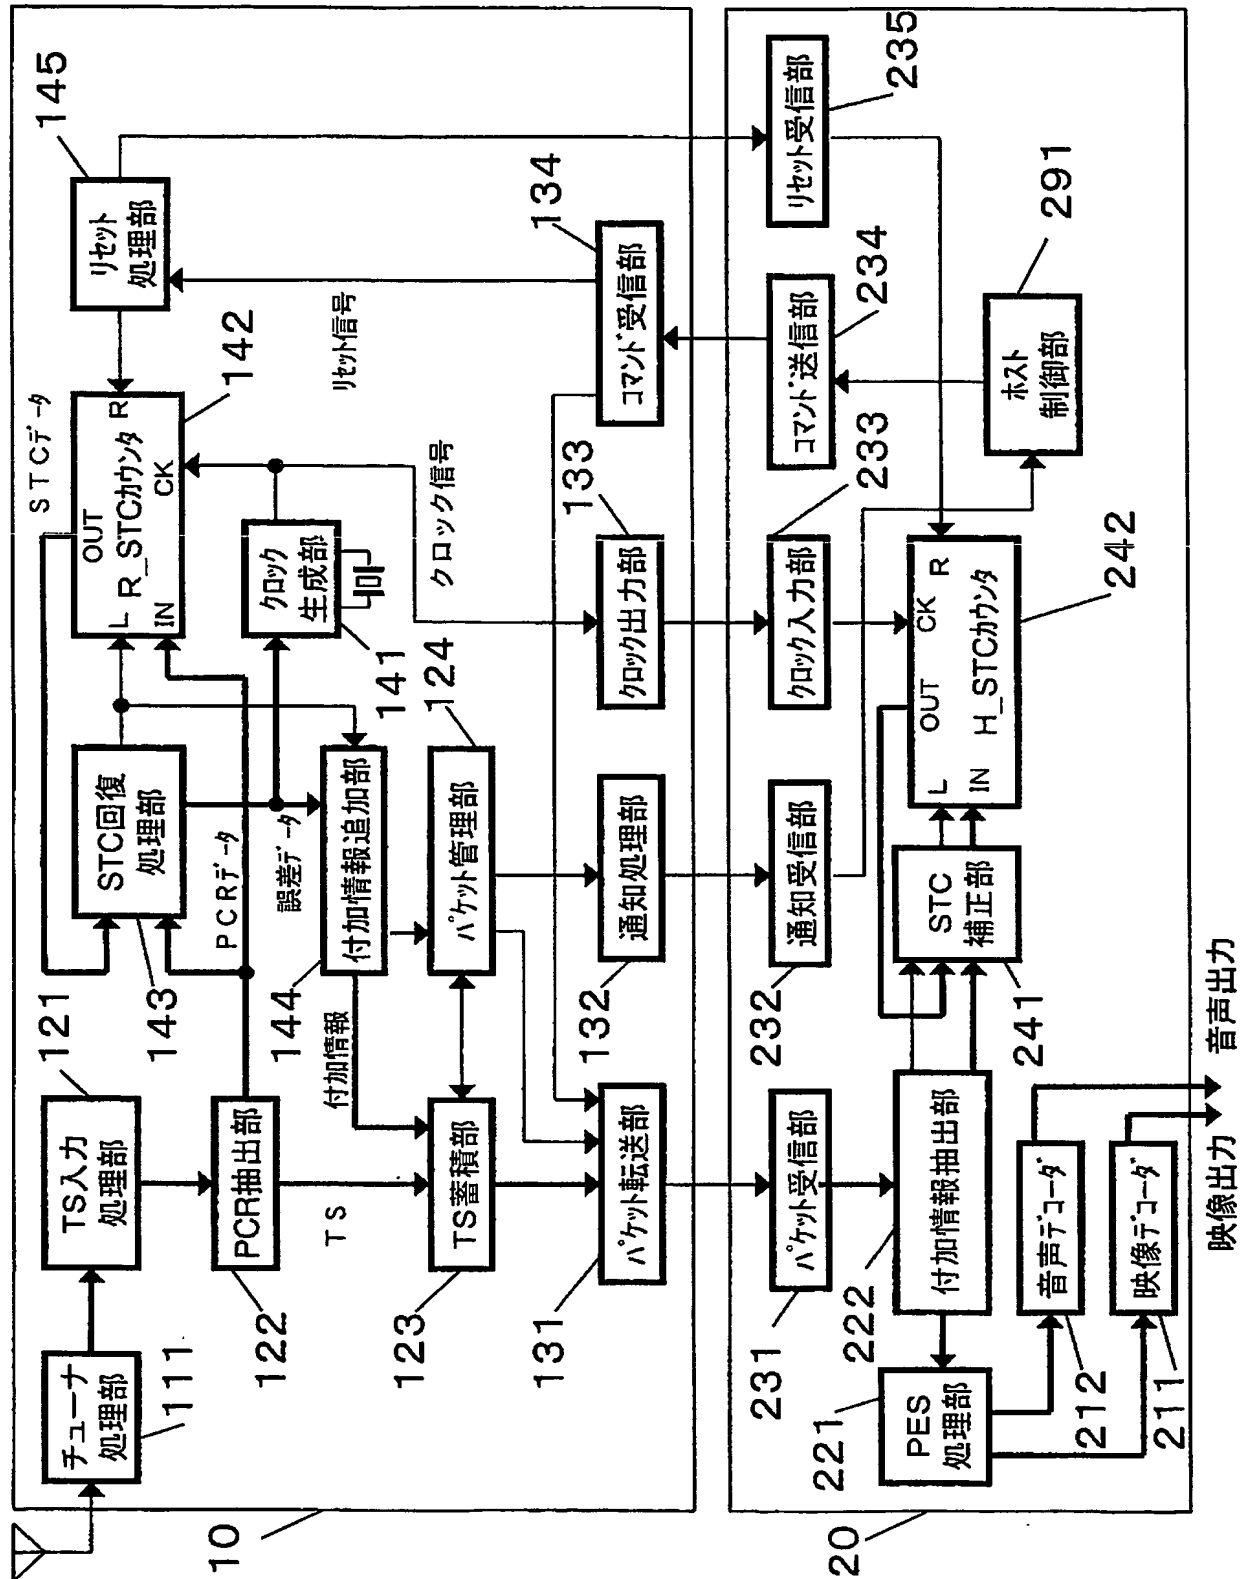 10
チューナ
処理部
111
TS入力
処理部
121
PCR抽出部
122
TS
TS蓄積部
123
STC回復
処理部
143
PCRデータ
誤差データ
付加情報追加部
144
付加情報
パケット管理部
124
STCデータ
OUT
L
R
R_STCカウンタ
IN
CK
142
クロック
生成部
141
クロック信号
リセット
処理部
145
リセット信号
パケット転送部
131
通知処理部
132
クロック出力部
133
コマンド受信部
134
20
パケット受信部
231
通知受信部
232
クロック入力部
233
コマンド送信部
234
リセット受信部
235
付加情報抽出部
222
PES
処理部
221
STC
補正部
241
OUT
CK
R
L
H_STCカウンタ
IN
242
ホスト
制御部
291
音声デコーダ
212
映像デコーダ
211
映像出力
音声出力